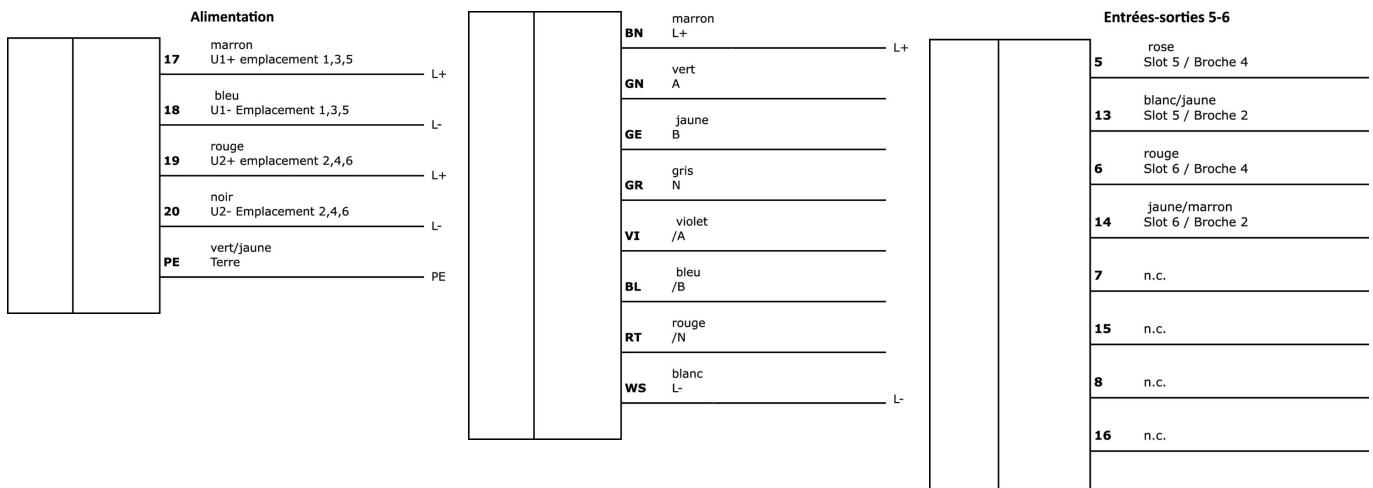 Alimentation
marron
17 U1+ emplacement 1,3,5
L+
bleu
18 U1- Emplacement 1,3,5
L-
rouge
19 U2+ emplacement 2,4,6
L+
noir
20 U2- Emplacement 2,4,6
L-
vert/jaune
PE Terre
PE
marron
BN L+
L+
vert
GN A
jaune
GE B
gris
GR N
violet
VI /A
bleu
BL /B
rouge
RT /N
blanc
WS L-
L-
Entrées-sorties 5-6
rose
5 Slot 5 / Broche 4
blanc/jaune
13 Slot 5 / Broche 2
rouge
6 Slot 6 / Broche 4
jaune/marron
14 Slot 6 / Broche 2
7 n.c.
15 n.c.
8 n.c.
16 n.c.